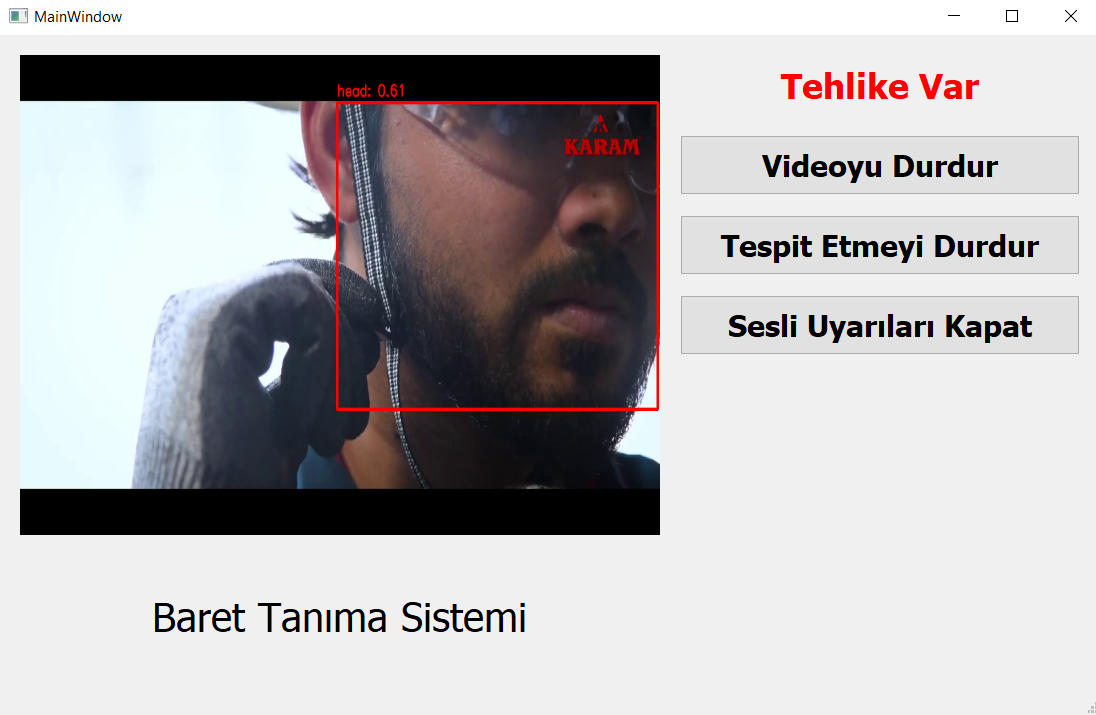 MainWindow
head: 0.61
KARAM
Tehlike Var
Videoyu Durdur
Tespit Etmeyi Durdur
Sesli Uyarıları Kapat
Baret Tanıma Sistemi